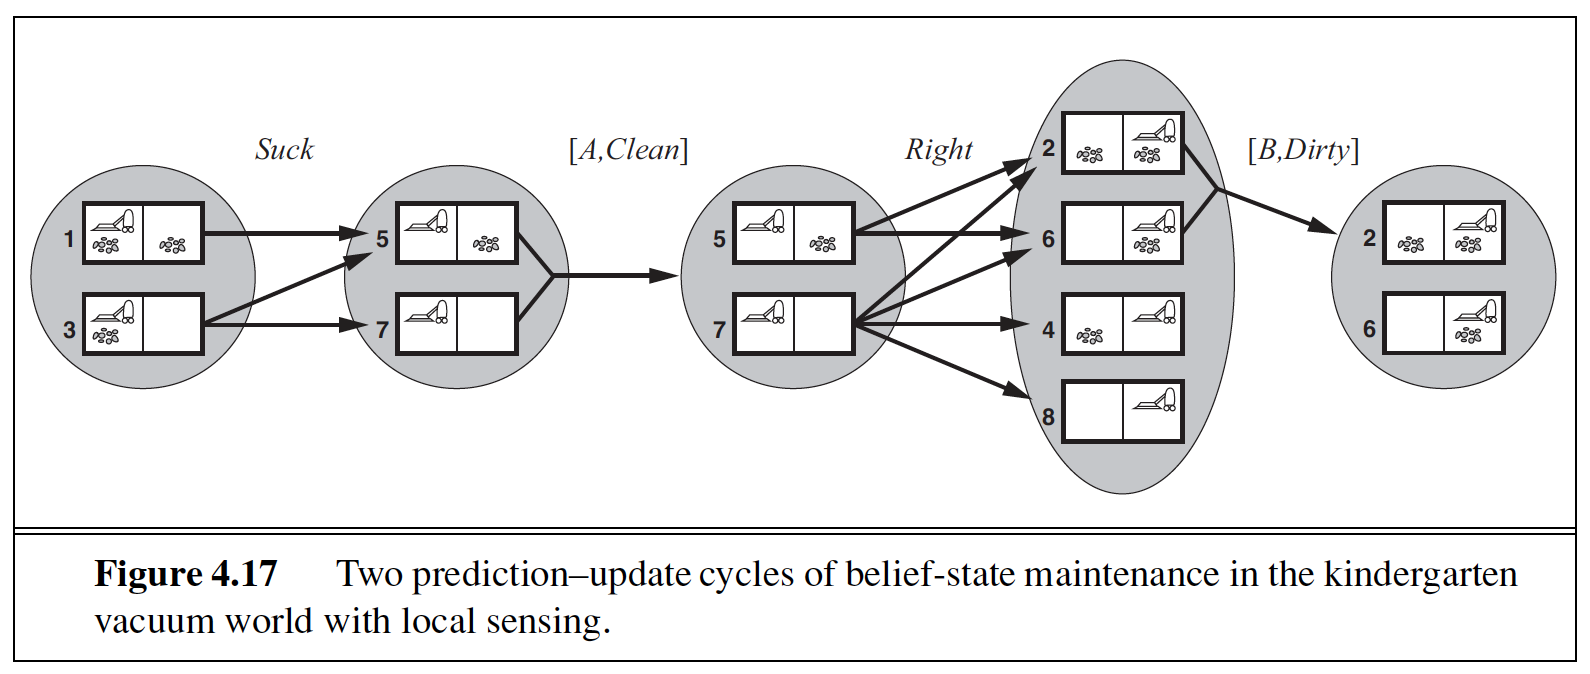 Suck
[A,Clean]
Right
[B,Dirty]
1
3
5
7
5
7
2
6
4
8
2
6
Figure 4.17 Two prediction–update cycles of belief-state maintenance in the kindergarten
vacuum world with local sensing.